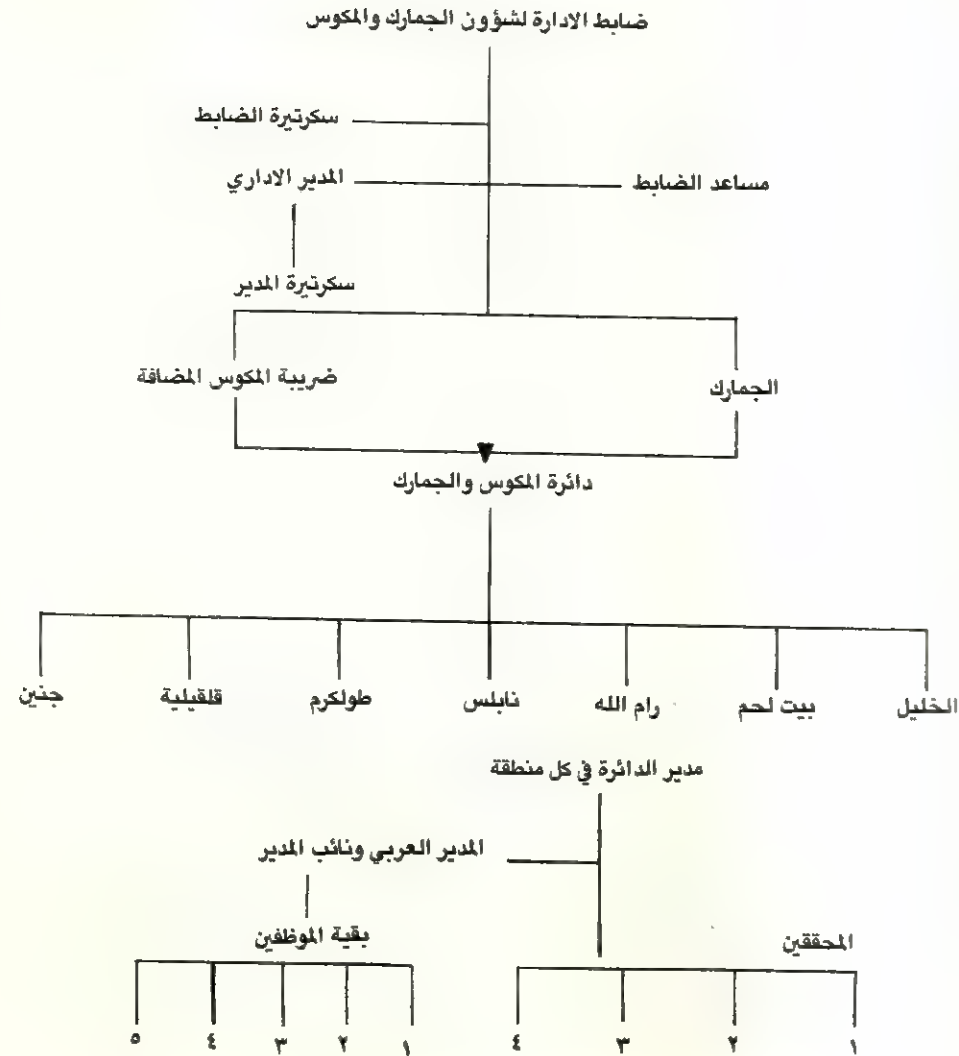 ضابط الادارة لشؤون الجمارك والمكوس
سكرتيرة الضابط
مساعد الضابط
المدير الاداري
سكرتيرة المدير
الجمارك
ضريبة المكوس المضافة
دائرة المكوس والجمارك
الخليل
بيت لحم
رام الله
نابلس
طولكرم
قلقيلية
جنين
مدير الدائرة في كل منطقة
المدير العربي ونائب المدير
المحققين
بقية الموظفين
١ ٢ ٣ ٤
١ ٢ ٣ ٤ ٥